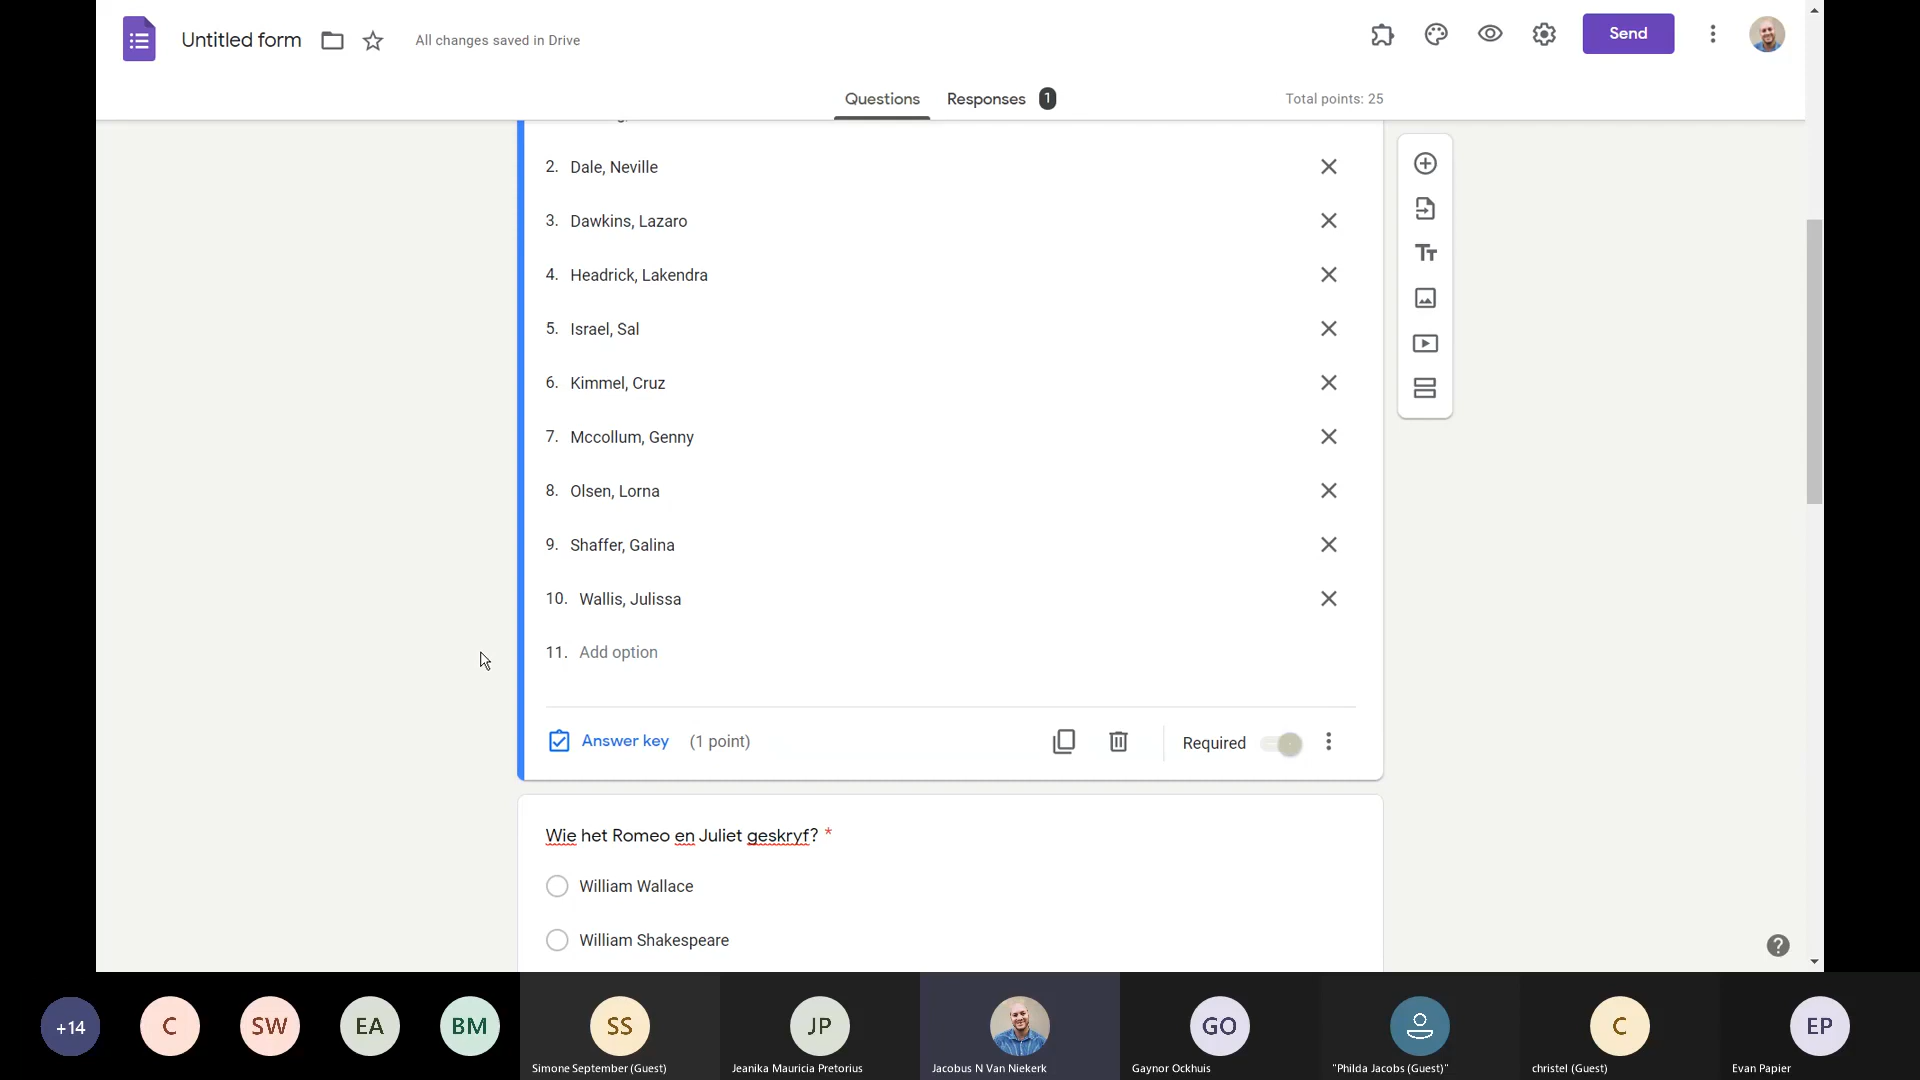 Untitled form
All changes saved in Drive
Send
Questions
Responses 1
Total points: 25
2. Dale, Neville
3. Dawkins, Lazaro
4. Headrick, Lakendra
5. Israel, Sal
6. Kimmel, Cruz
7. Mccollum, Genny
8. Olsen, Lorna
9. Shaffer, Galina
10. Wallis, Julissa
11. Add option
Answer key (1 point)
Required
Wie het Romeo en Juliet geskryf? *
William Wallace
William Shakespeare
+14
C
SW
EA
BM
SS
JP
GO
C
EP
Simone September (Guest)
Jeanika Mauricia Pretorius
Jacobus N Van Niekerk
Gaynor Ockhuis
"Philda Jacobs (Guest)"
christel (Guest)
Evan Papier